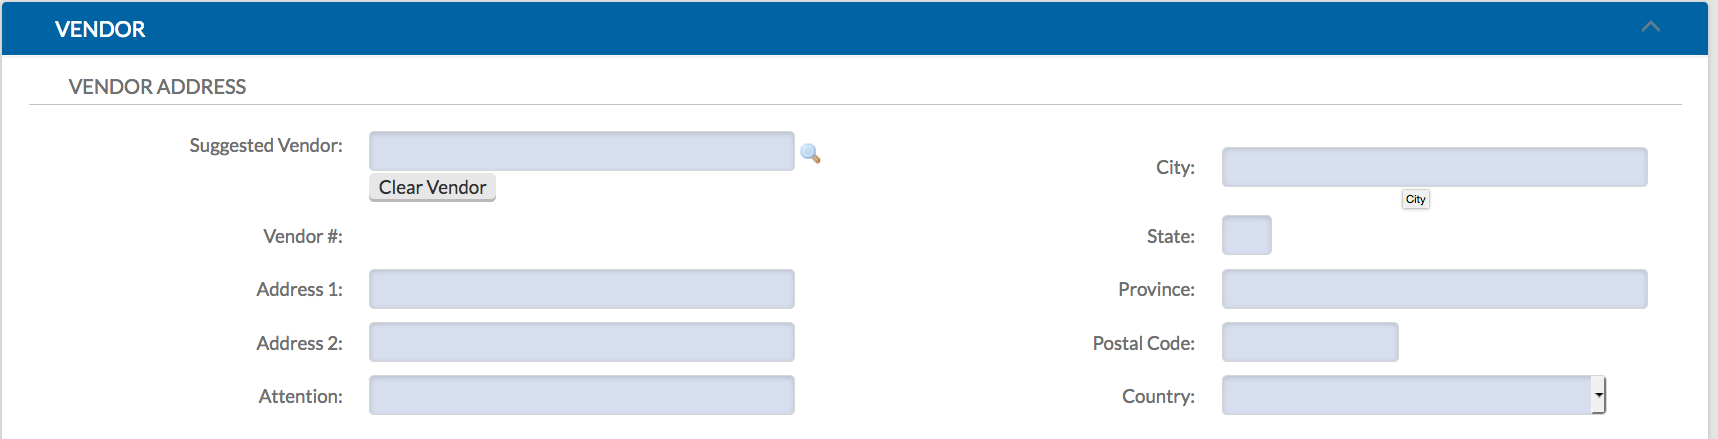 VENDOR
VENDOR ADDRESS
Suggested Vendor:
Clear Vendor
Vendor #:
Address 1:
Address 2:
Attention:
City:
City
State:
Province:
Postal Code:
Country: